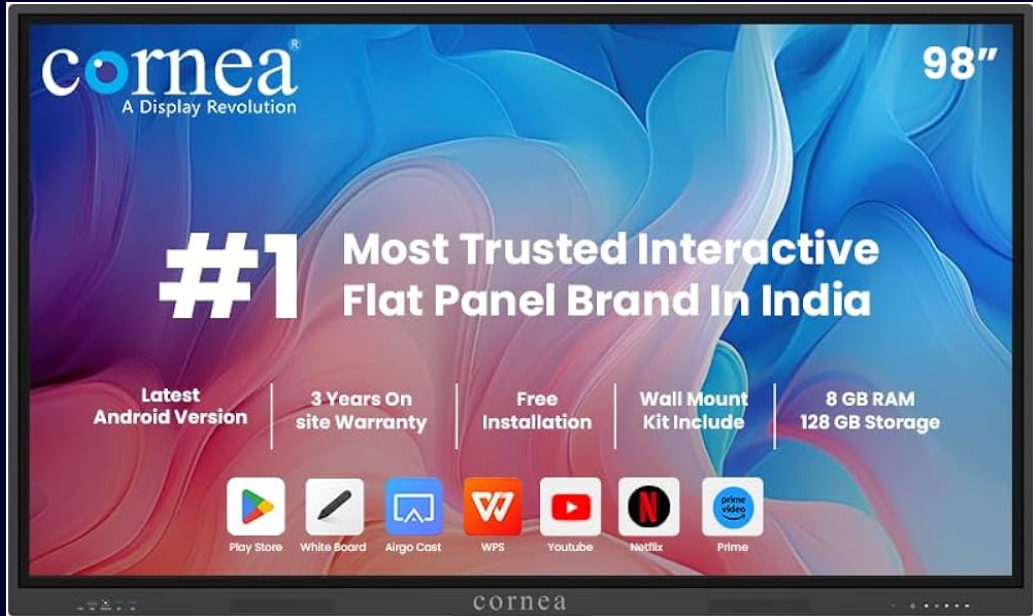 cornea®
A Display Revolution
98”
#1
Most Trusted Interactive
Flat Panel Brand In India
Latest
Android Version
3 Years On
site Warranty
Free
Installation
Wall Mount
Kit Include
8 GB RAM
128 GB Storage
Play Store
White Board
Airgo Cast
WPS
prime
video
N
Youtube
Netflix
Prime
cornea